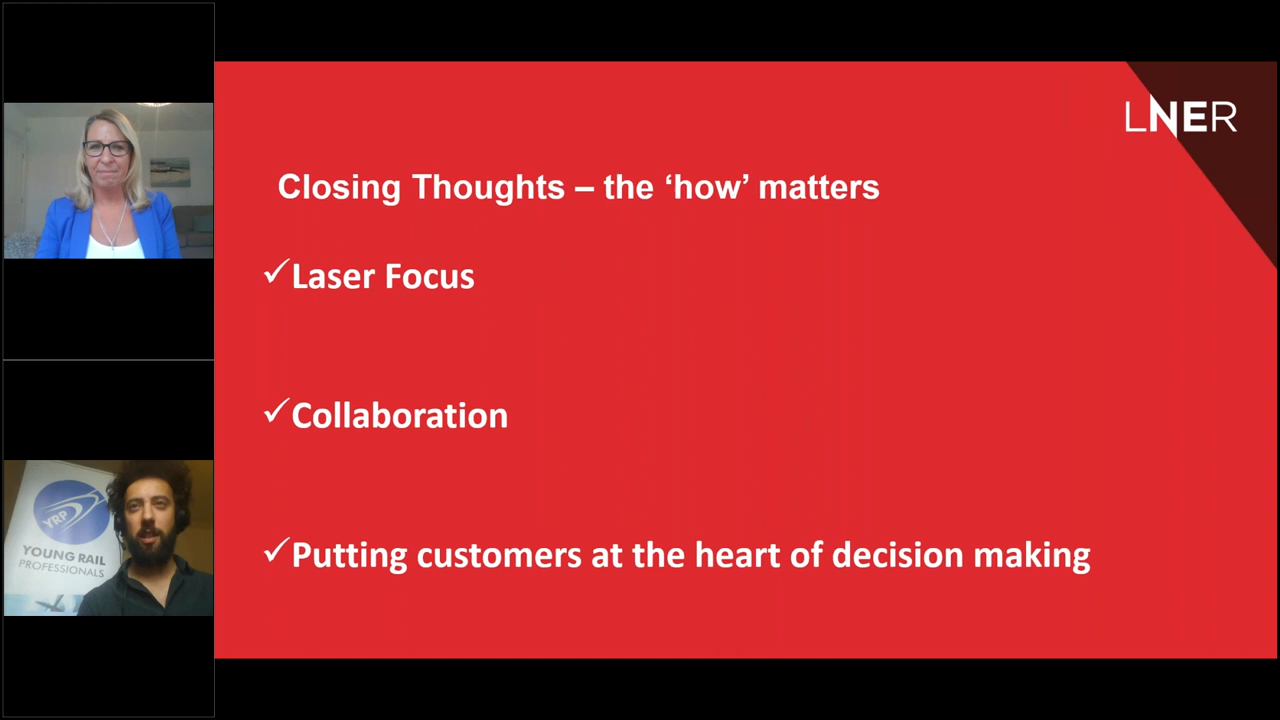 LNER
Closing Thoughts – the ‘how’ matters
✓Laser Focus
✓Collaboration
✓Putting customers at the heart of decision making
YRP
YOUNG RAIL
PROFESSIONALS